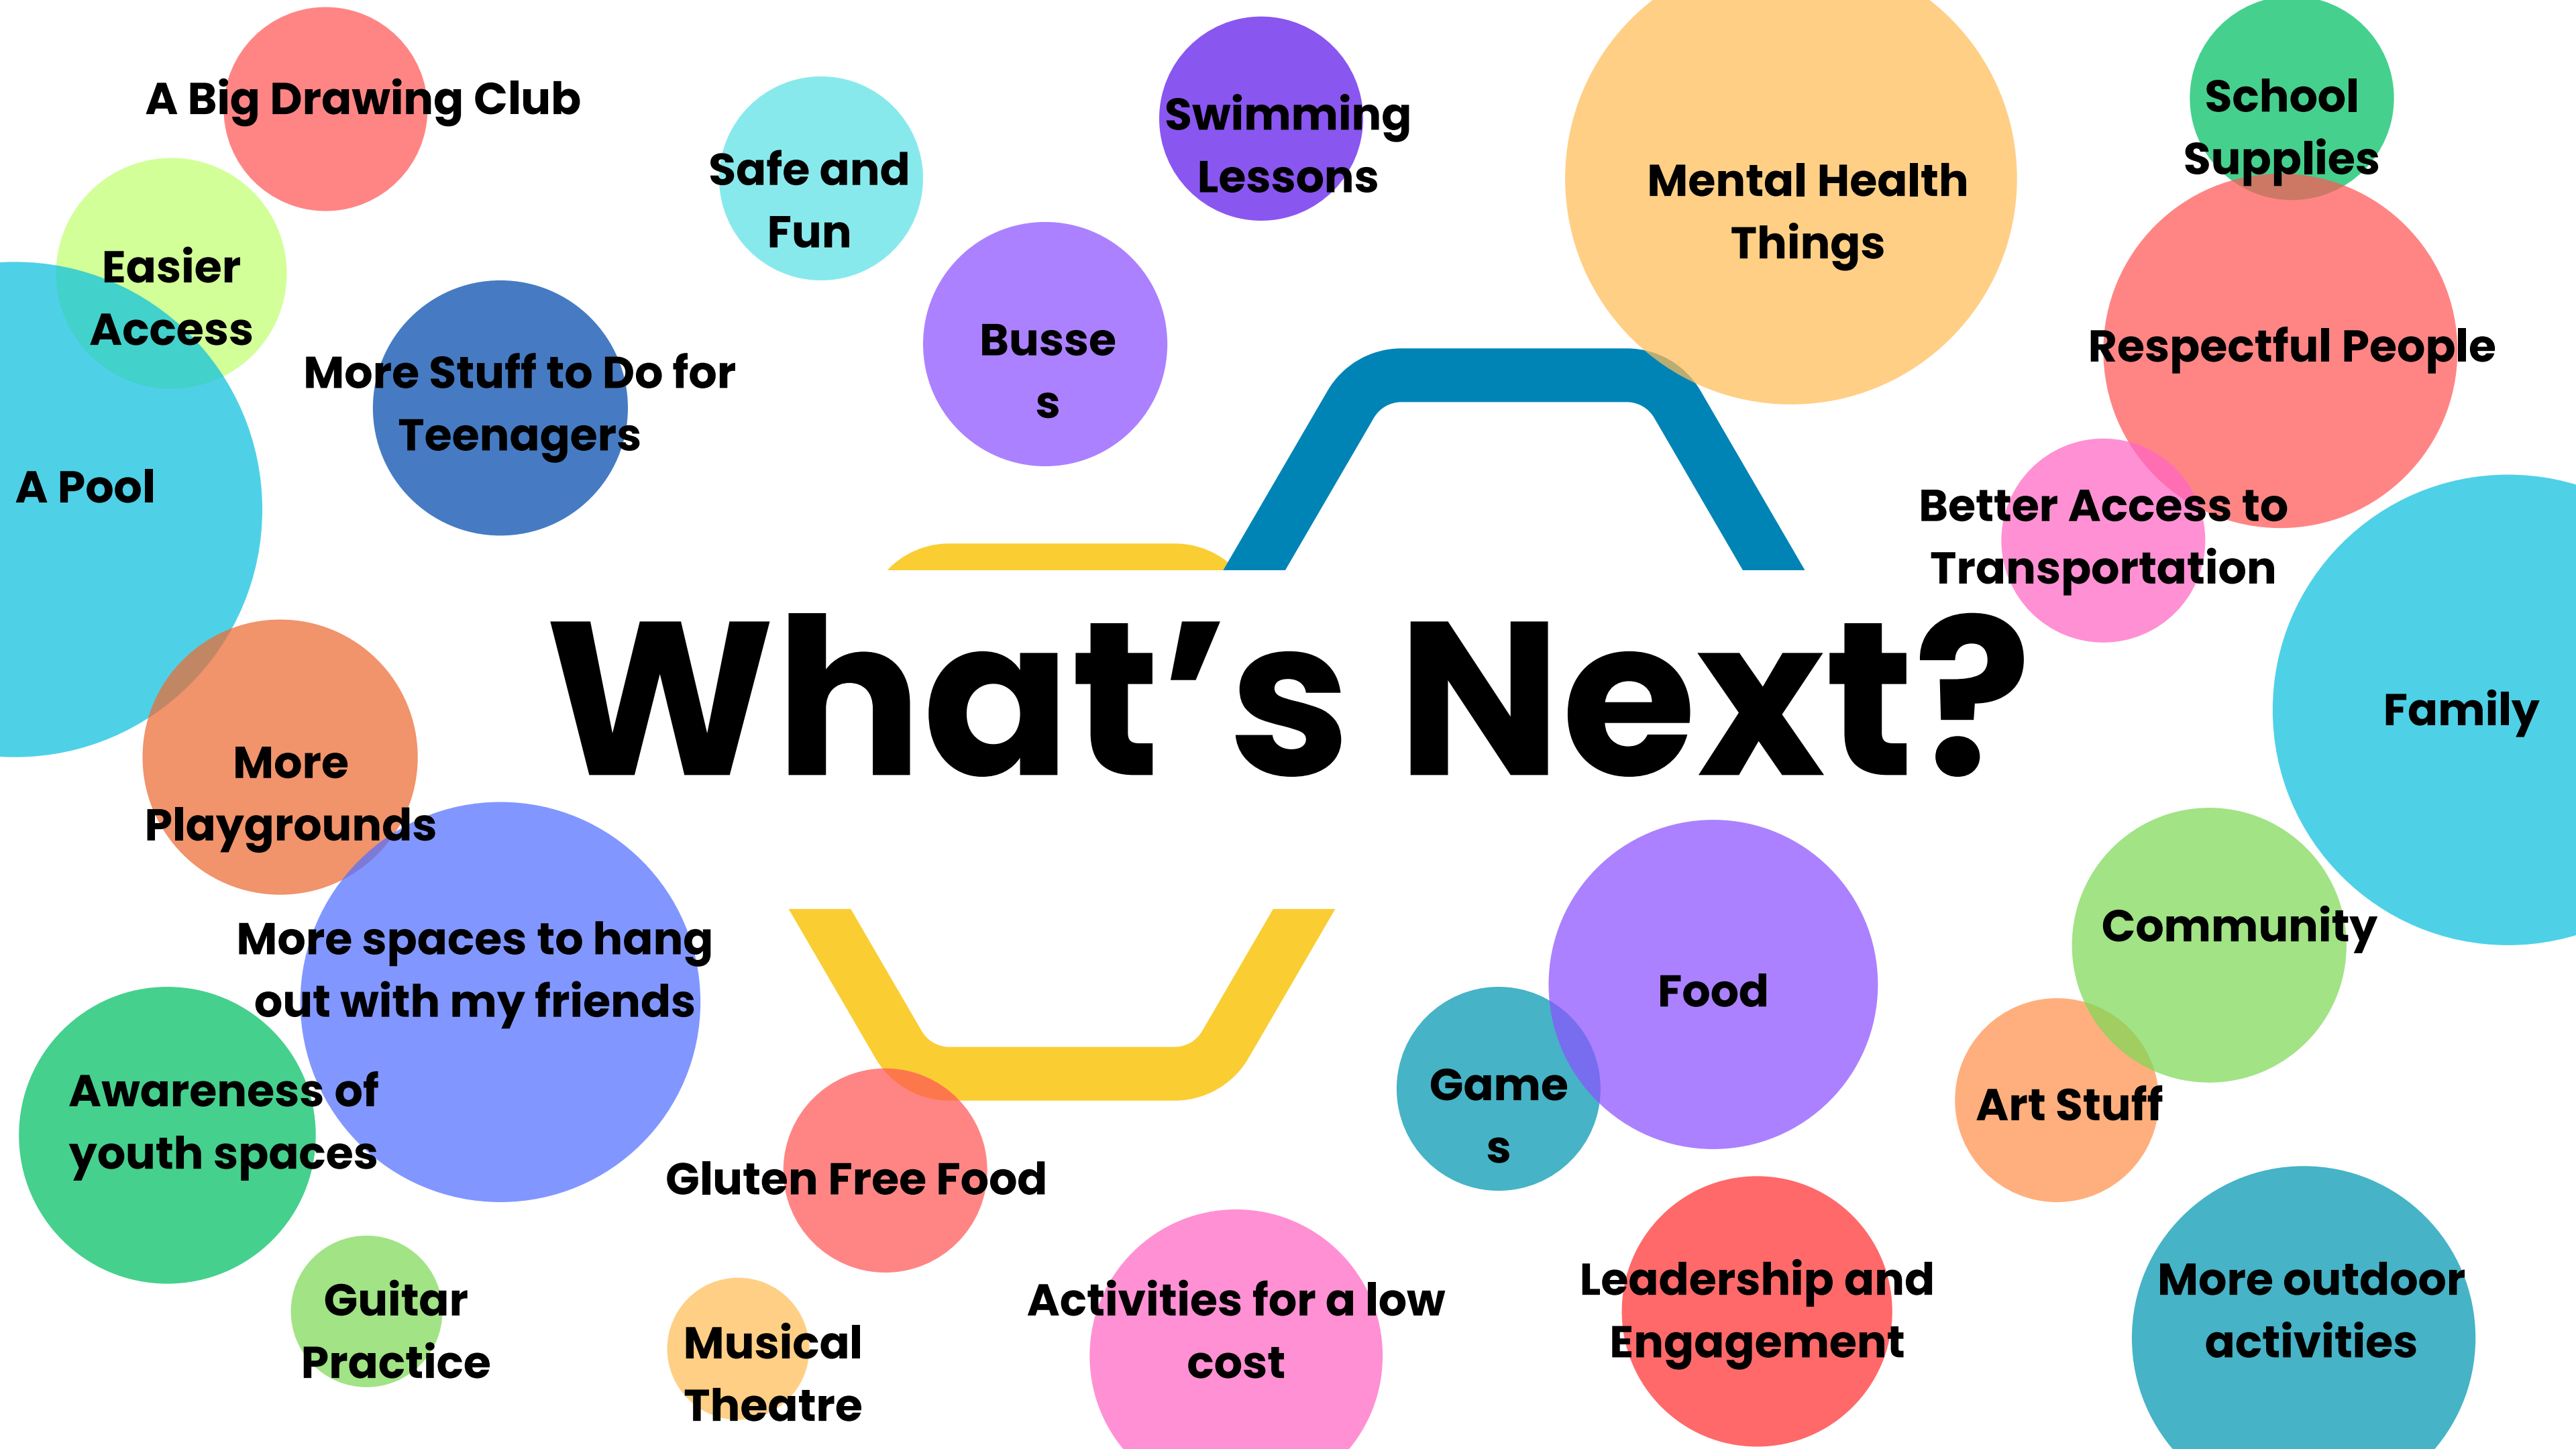 A Big Drawing Club
Safe and
Fun
Swimming
Lessons
Mental Health
Things
School
Supplies
Easier
Access
More Stuff to Do for
Teenagers
Busse
s
Respectful People
A Pool
Better Access to
Transportation
What's Next?
Family
More
Playgrounds
More spaces to hang
out with my friends
Food
Community
Awareness of
youth spaces
Gluten Free Food
Game
s
Art Stuff
Guitar
Practice
Musical
Theatre
Activities for a low
cost
Leadership and
Engagement
More outdoor
activities